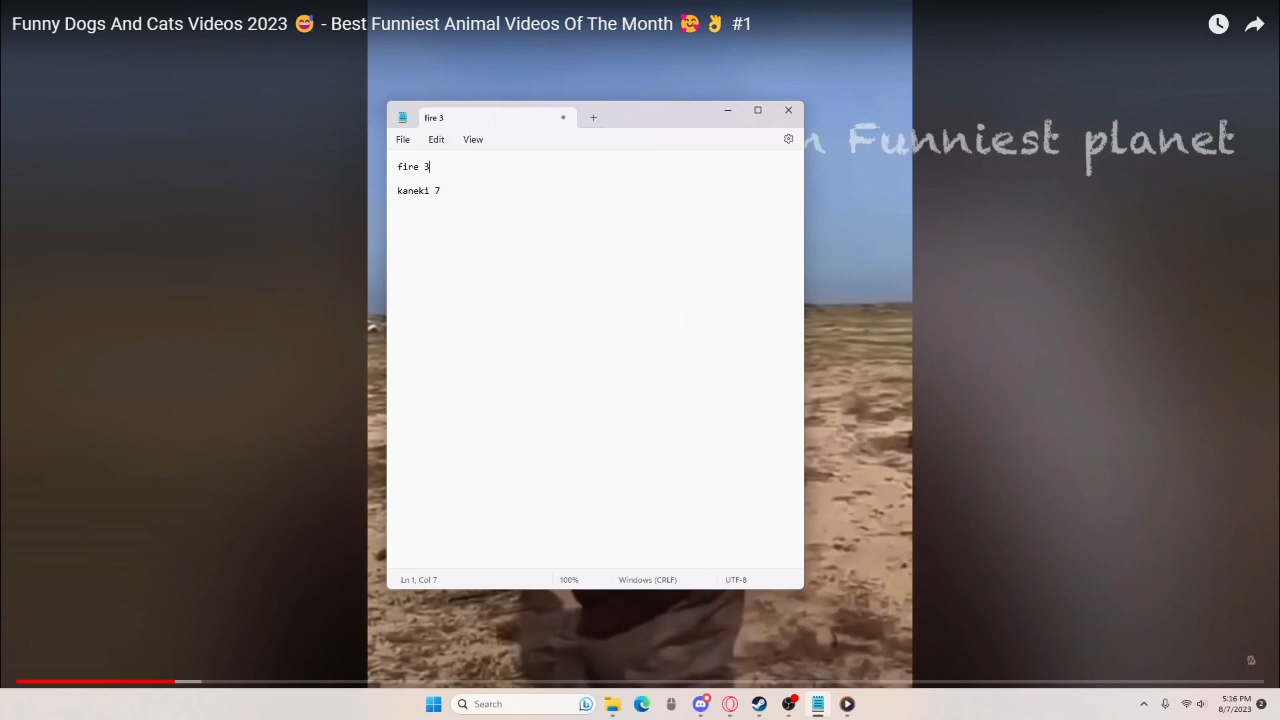 Funny Dogs And Cats Videos 2023 😅 - Best Funniest Animal Videos Of The Month 🥰 👌 #1
fire 3
File Edit View
Funniest planet
fire 3
kaneki 7
Ln 1, Col 7 100% Windows (CRLF) UTF-8
Search
5:16 PM
8/7/2023
2